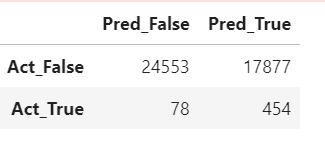 Pred_False Pred_True
Act_False 24553 17877
Act_True 78 454